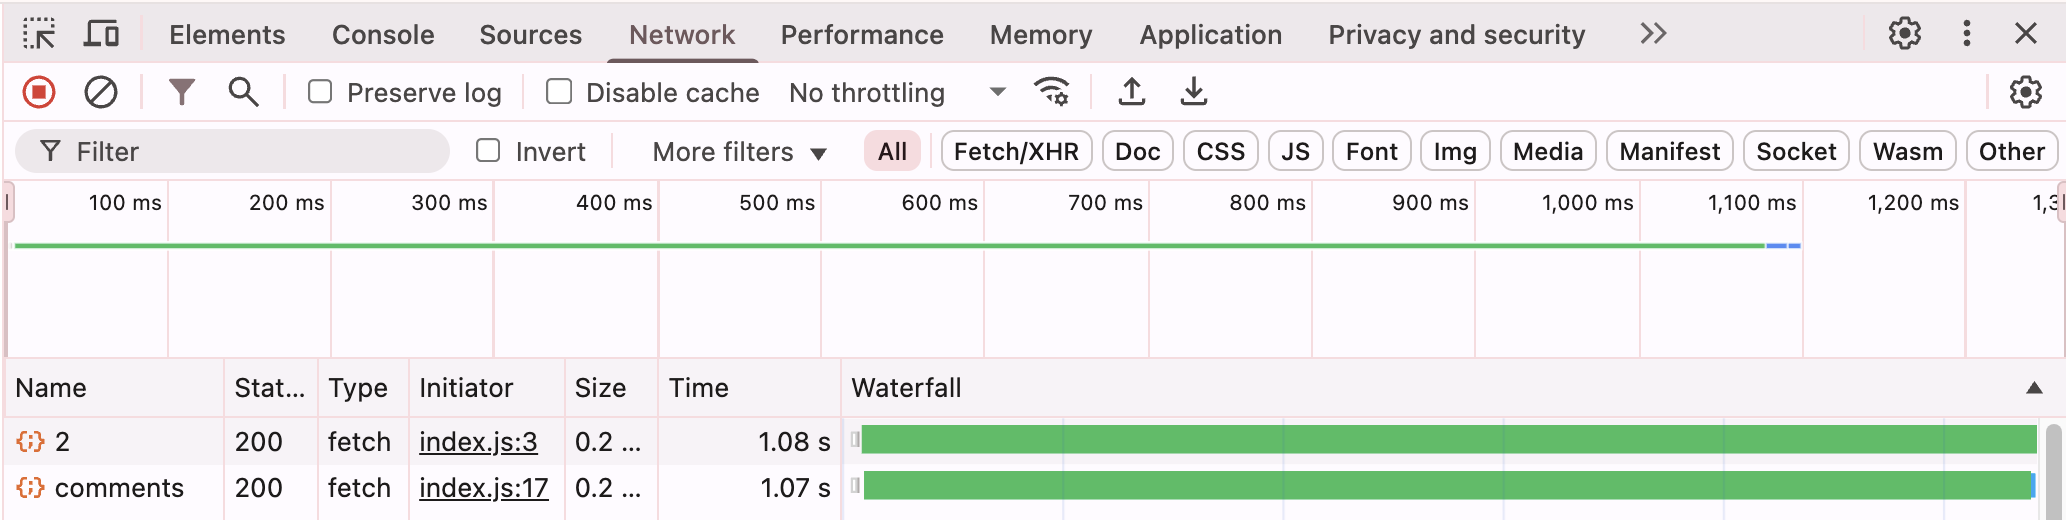 Elements Console Sources Network Performance Memory Application Privacy and security
Preserve log Disable cache No throttling
Filter Invert More filters All Fetch/XHR Doc CSS JS Font Img Media Manifest Socket Wasm Other
100 ms 200 ms 300 ms 400 ms 500 ms 600 ms 700 ms 800 ms 900 ms 1,000 ms 1,100 ms 1,200 ms 1,3
Name Stat... Type Initiator Size Time Waterfall
2 200 fetch index.js:3 0.2 ... 1.08 s
comments 200 fetch index.js:17 0.2 ... 1.07 s